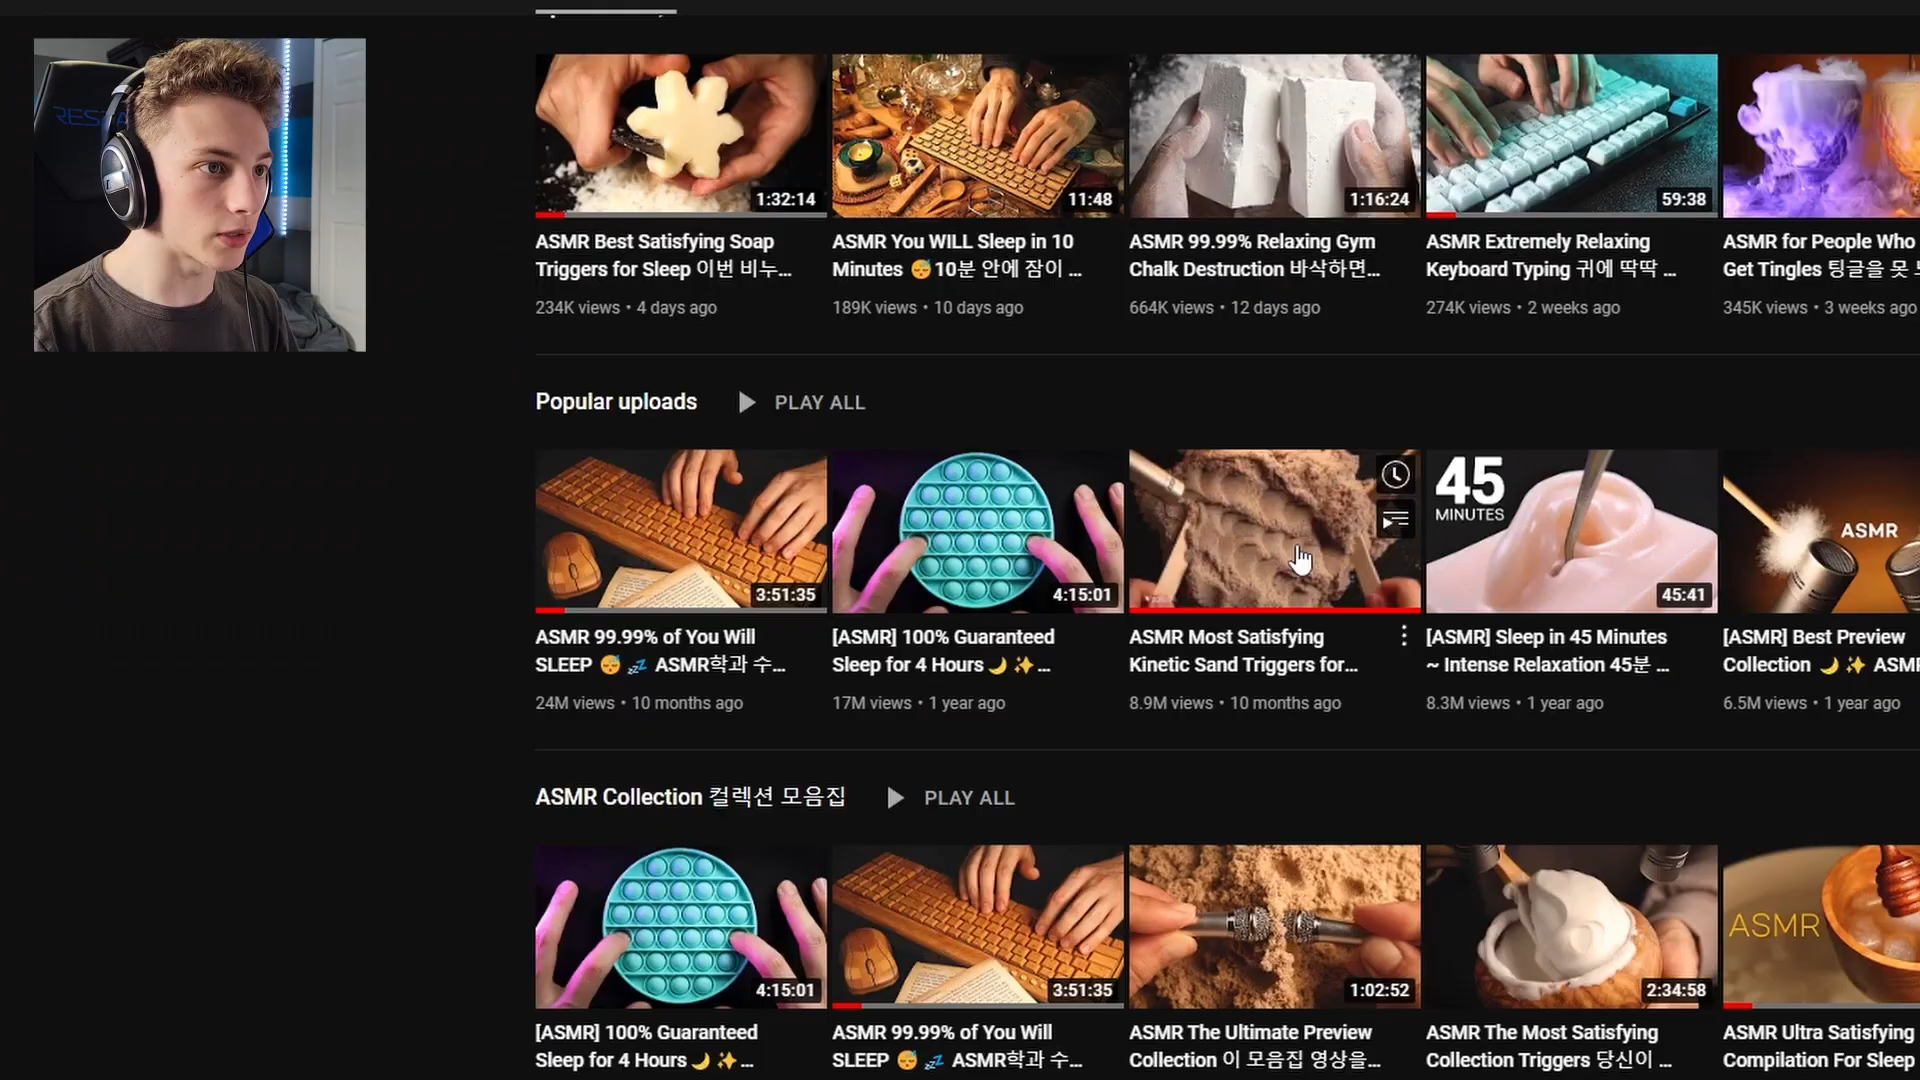 1:32:14
11:48
1:16:24
59:38
ASMR Best Satisfying Soap
Triggers for Sleep 이번 비누...
234K views • 4 days ago
ASMR You WILL Sleep in 10
Minutes 😴10분 안에 잠이 ...
189K views • 10 days ago
ASMR 99.99% Relaxing Gym
Chalk Destruction 바삭하면...
664K views • 12 days ago
ASMR Extremely Relaxing
Keyboard Typing 귀에 딱딱 ...
274K views • 2 weeks ago
ASMR for People Who
Get Tingles 팅글을 못
345K views • 3 weeks ago
Popular uploads
PLAY ALL
3:51:35
4:15:01
45
MINUTES
45:41
ASMR
ASMR 99.99% of You Will
SLEEP 😴 💤 ASMR학과 수...
24M views • 10 months ago
[ASMR] 100% Guaranteed
Sleep for 4 Hours🌙✨...
17M views • 1 year ago
ASMR Most Satisfying
Kinetic Sand Triggers for...
8.9M views • 10 months ago
[ASMR] Sleep in 45 Minutes
~ Intense Relaxation 45분 ...
8.3M views • 1 year ago
[ASMR] Best Preview
Collection 🌙✨ ASMR
6.5M views • 1 year ago
ASMR Collection 컬렉션 모음집
PLAY ALL
4:15:01
3:51:35
1:02:52
2:34:58
ASMR
[ASMR] 100% Guaranteed
Sleep for 4 Hours🌙✨...
ASMR 99.99% of You Will
SLEEP 😴 💤 ASMR학과 수...
ASMR The Ultimate Preview
Collection 이 모음집 영상을...
ASMR The Most Satisfying
Collection Triggers 당신이 ...
ASMR Ultra Satisfying
Compilation For Sleep